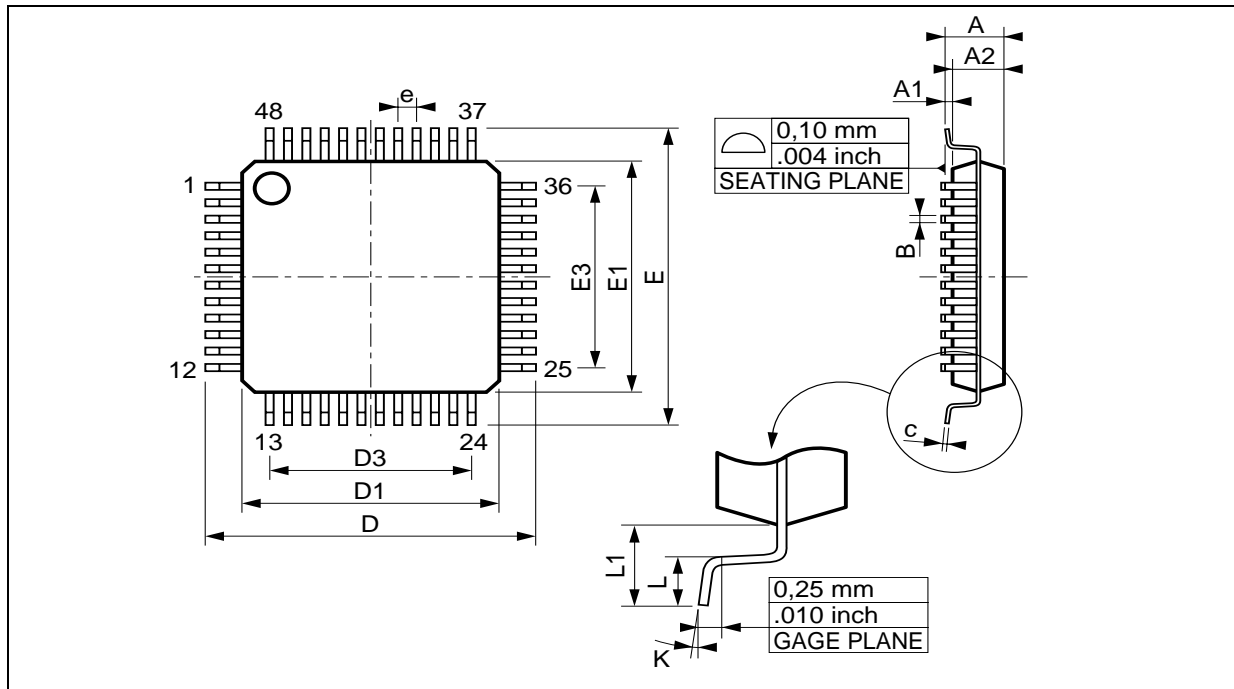 A
A2
A1
e
48
37
0,10 mm
.004 inch
SEATING PLANE
1
36
B
E3
E1
E
12
25
13
24
c
D3
D1
D
L1
L
0,25 mm
.010 inch
GAGE PLANE
K